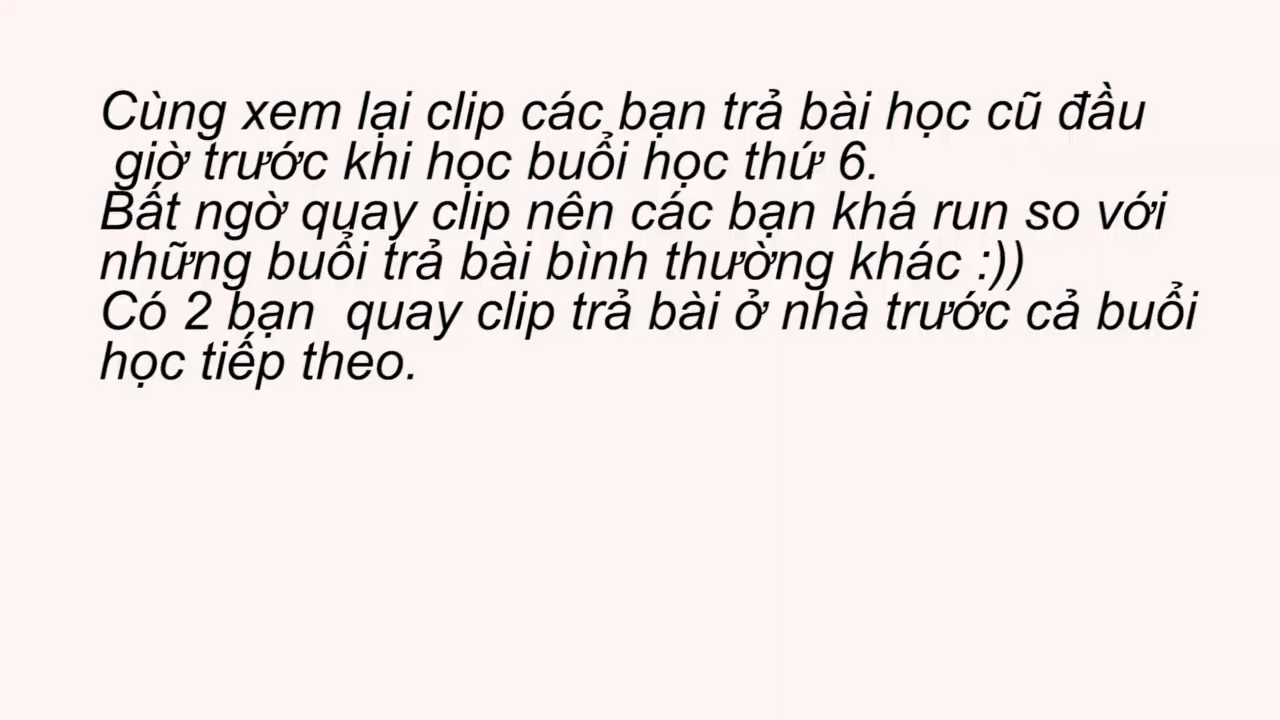 Cùng xem lại clip các bạn trả bài học cũ đầu
giờ trước khi học buổi học thứ 6.
Bất ngờ quay clip nên các bạn khá run so với
những buổi trả bài bình thường khác :))
Có 2 bạn  quay clip trả bài ở nhà trước cả buổi
học tiếp theo.